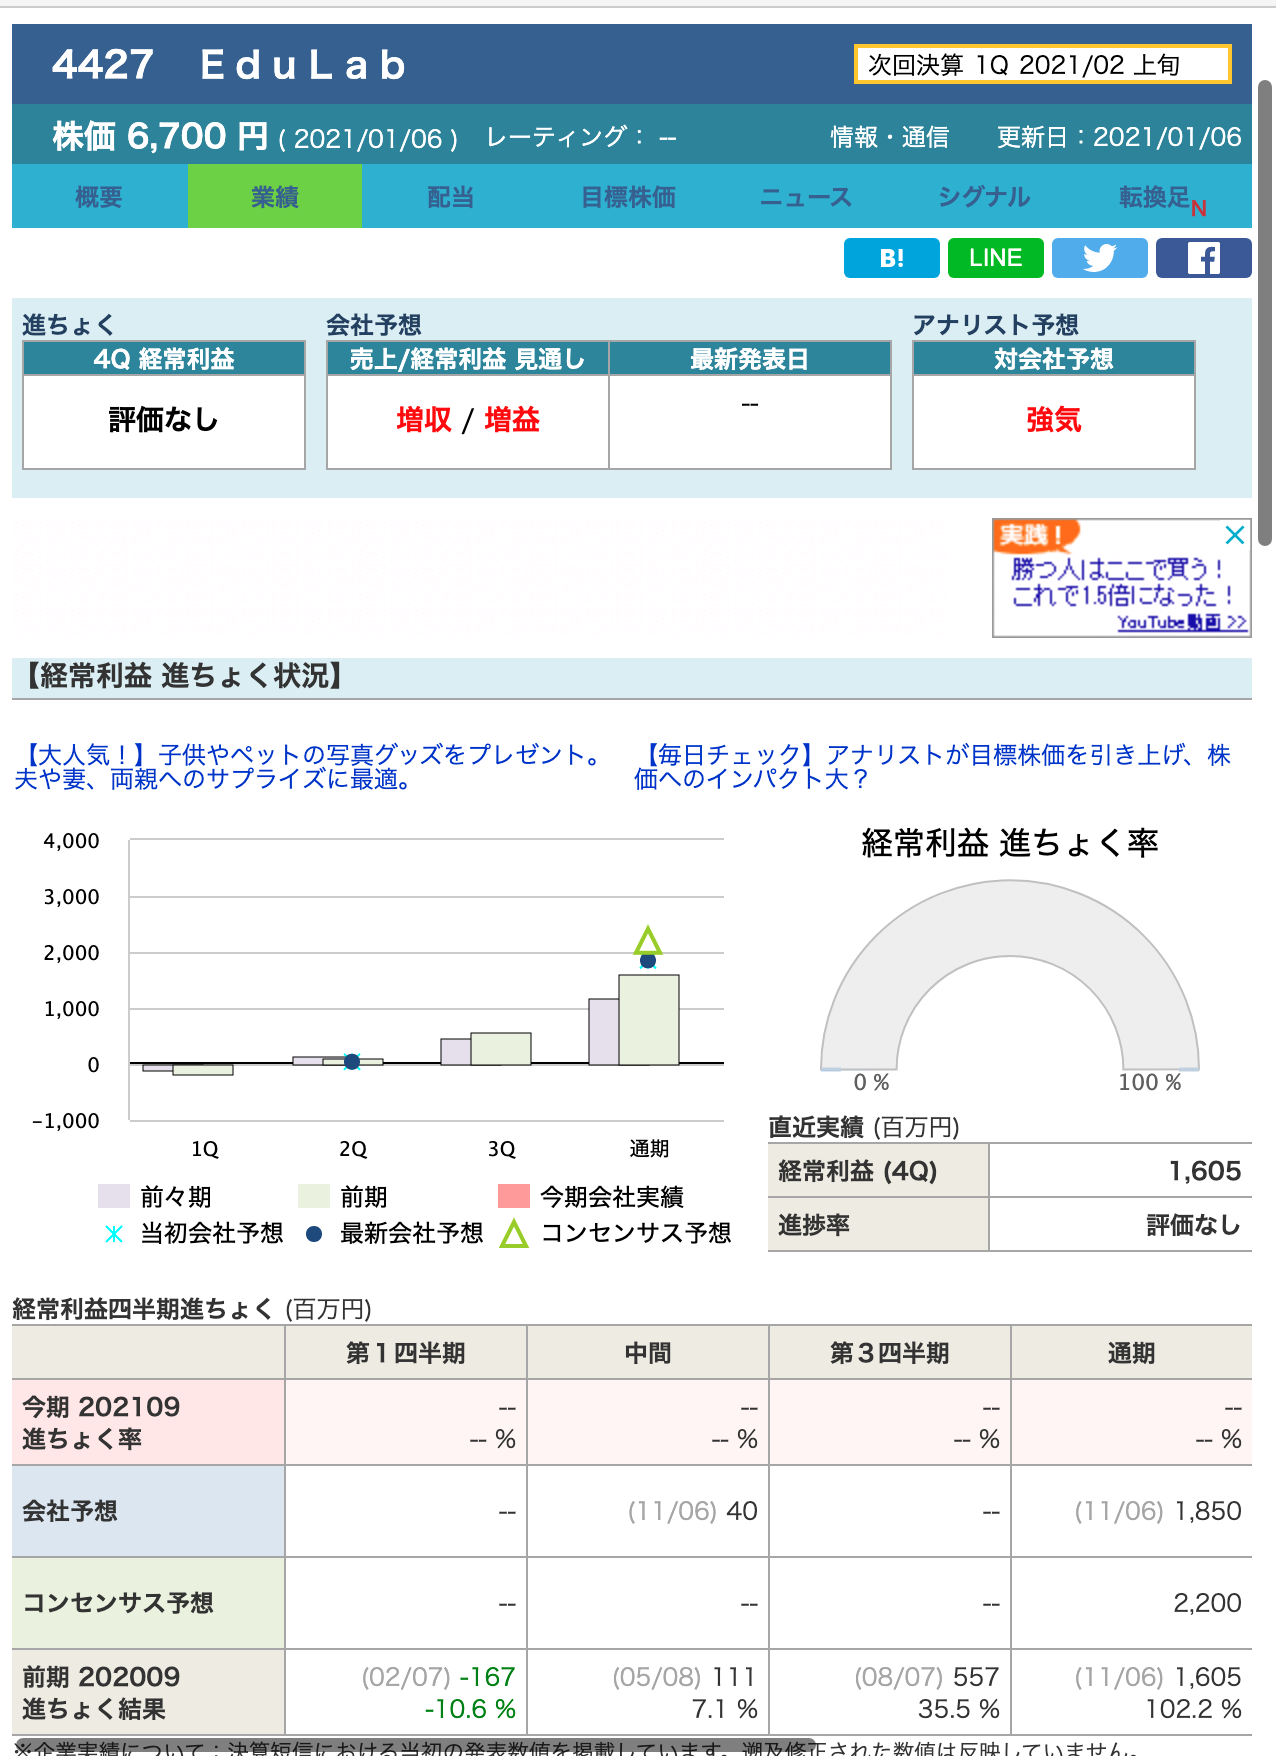 4427 EduLab
次回決算 1Q 2021/02 上旬
株価 6,700 円 ( 2021/01/06 ) レーティング： -- 情報・通信 更新日：2021/01/06
概要 業績 配当 目標株価 ニュース シグナル 転換足N
B! LINE
進ちょく 会社予想 アナリスト予想
4Q 経常利益 売上/経常利益 見通し 最新発表日 対会社予想
評価なし 増収 / 増益 -- 強気
実践！
勝つ人はここで買う！
これで1.5倍になった！
YouTube動画 >>
【経常利益 進ちょく状況】
【大人気！】子供やペットの写真グッズをプレゼント。
夫や妻、両親へのサプライズに最適。
【毎日チェック】アナリストが目標株価を引き上げ、株
価へのインパクト大？
4,000
3,000
2,000
1,000
0
-1,000
1Q 2Q 3Q 通期
前々期 前期 今期会社実績
当初会社予想 最新会社予想 コンセンサス予想
経常利益 進ちょく率
0 % 100 %
直近実績 (百万円)
経常利益 (4Q) 1,605
進捗率 評価なし
経常利益四半期進ちょく (百万円)
第１四半期 中間 第３四半期 通期
今期 202109 -- -- -- --
進ちょく率 -- % -- % -- % -- %
会社予想 -- (11/06) 40 -- (11/06) 1,850
コンセンサス予想 -- -- -- 2,200
前期 202009 (02/07) -167 (05/08) 111 (08/07) 557 (11/06) 1,605
進ちょく結果 -10.6 % 7.1 % 35.5 % 102.2 %
※企業実績について：決算短信における当初の発表数値を掲載しています。遡及修正された数値は反映していません。